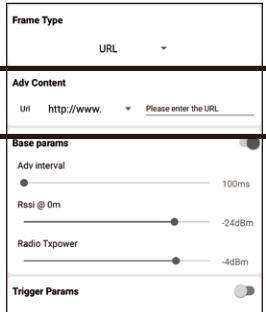 Frame Type
URL
Adv Content
Url http://www. Please enter the URL
Base params
Adv interval
100ms
Rssi @ 0m
-24dBm
Radio Txpower
-4dBm
Trigger Params